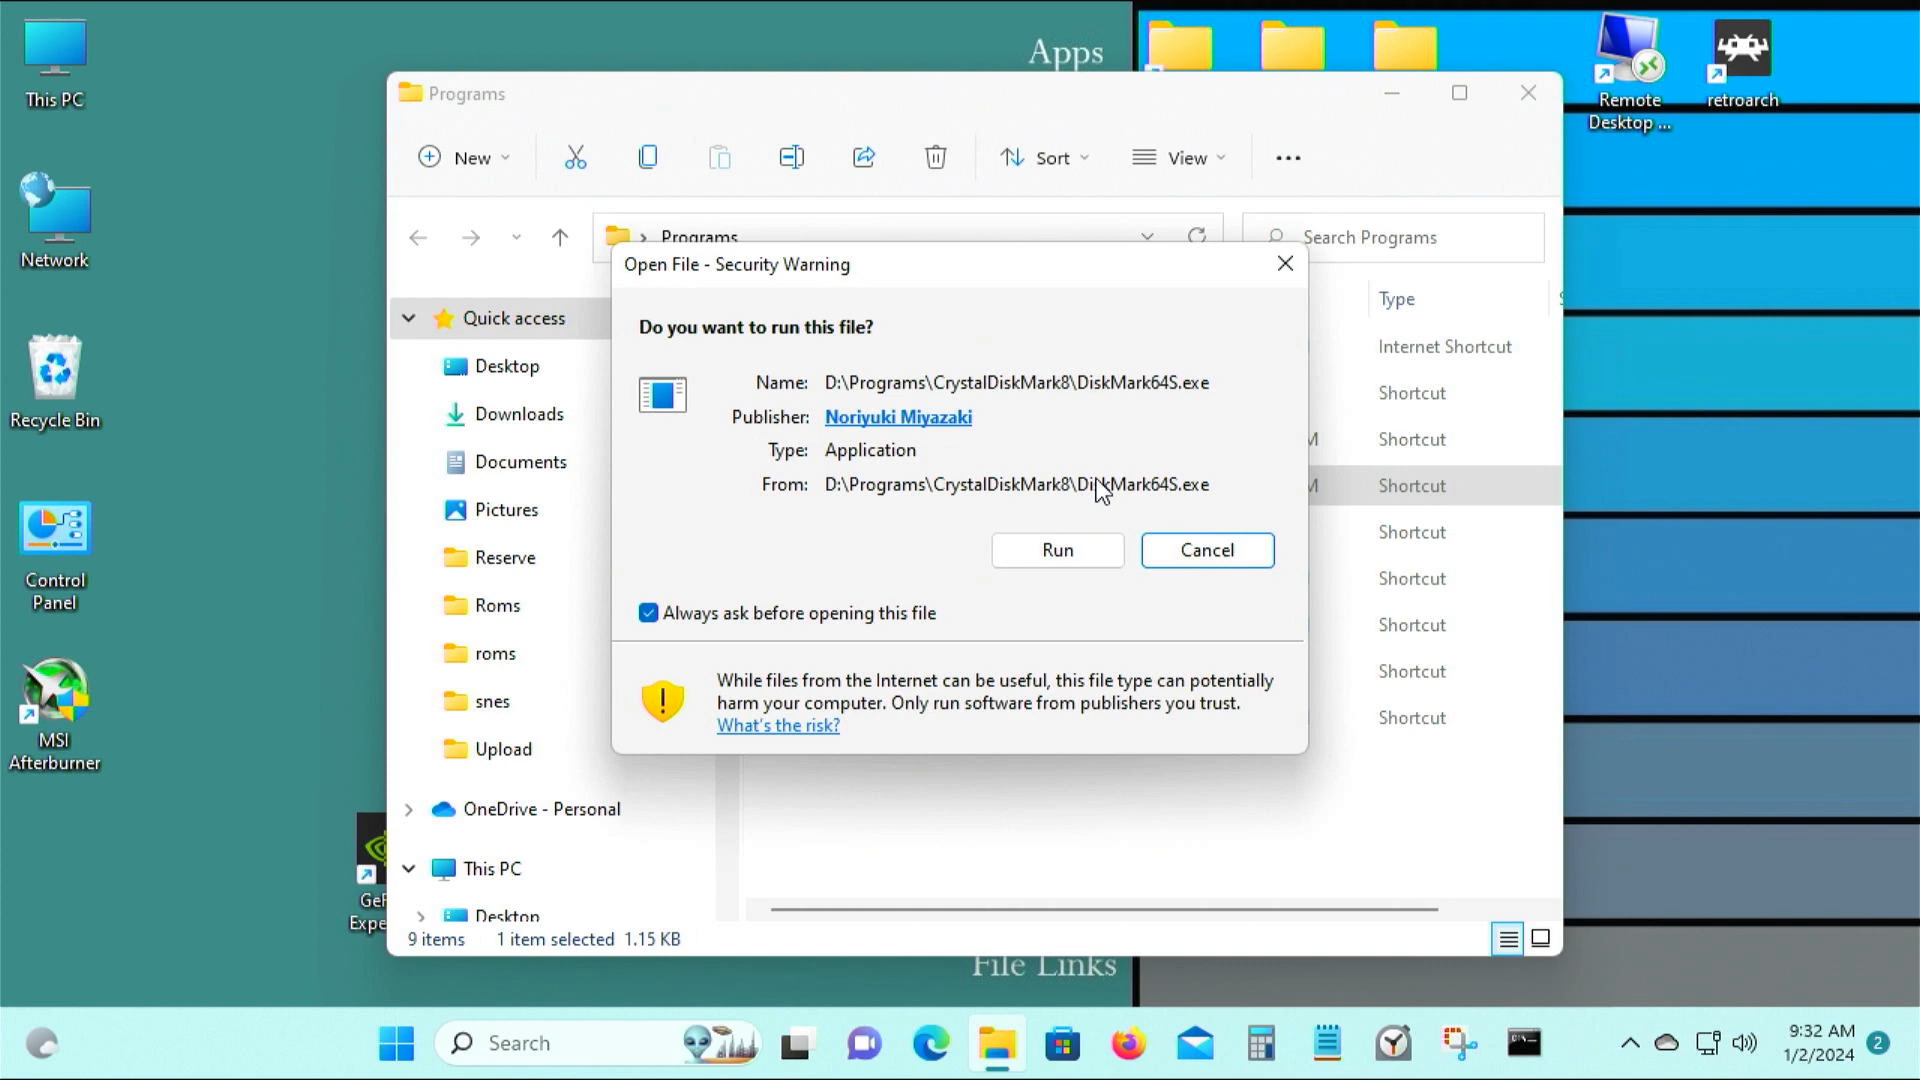 This PC
Apps
Remote
Desktop ...
retroarch
Programs
New
Sort
View
Programs
Search Programs
Network
Open File - Security Warning
Type
Quick access
Do you want to run this file?
Internet Shortcut
Desktop
Name: D:\Programs\CrystalDiskMark8\DiskMark64S.exe
Shortcut
Downloads
Publisher: Noriyuki Miyazaki
Recycle Bin
Type: Application
M
Shortcut
Documents
From: D:\Programs\CrystalDiskMark8\DiskMark64S.exe
M
Shortcut
Pictures
Shortcut
Reserve
Run
Cancel
Control
Panel
Shortcut
Roms
Always ask before opening this file
Shortcut
roms
While files from the Internet can be useful, this file type can potentially
harm your computer. Only run software from publishers you trust.
What's the risk?
Shortcut
snes
Shortcut
MSI
Afterburner
Upload
OneDrive - Personal
This PC
GeF
Expe
Desktop
9 items
1 item selected 1.15 KB
File Links
Search
9:32 AM
1/2/2024
2